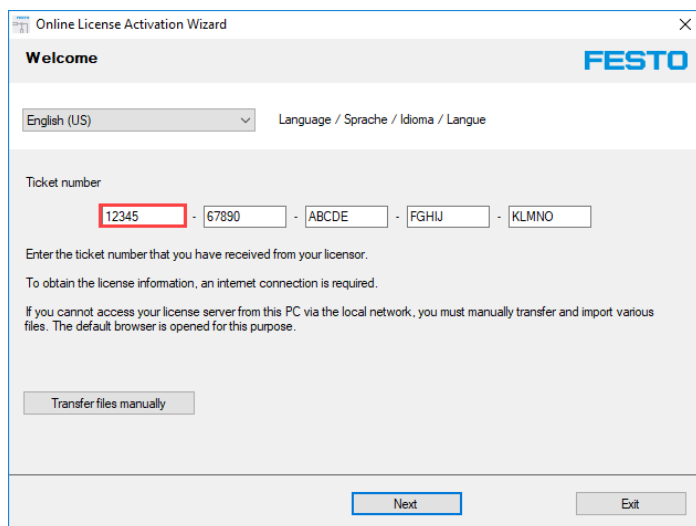 Online License Activation Wizard
Welcome
FESTO
English (US)
Language / Sprache / Idioma / Langue
Ticket number
12345 - 67890 - ABCDE - FGHIJ - KLMNO
Enter the ticket number that you have received from your licensor.
To obtain the license information, an internet connection is required.
If you cannot access your license server from this PC via the local network, you must manually transfer and import various
files. The default browser is opened for this purpose.
Transfer files manually
Next
Exit